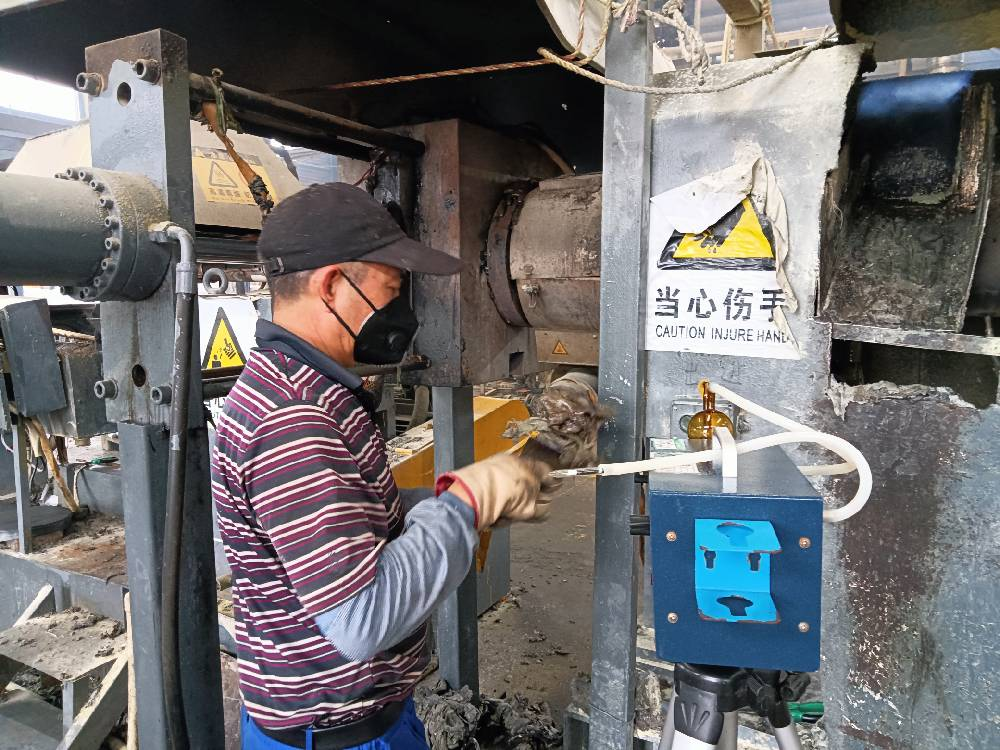 当心伤手
CAUTION INJURE HAND